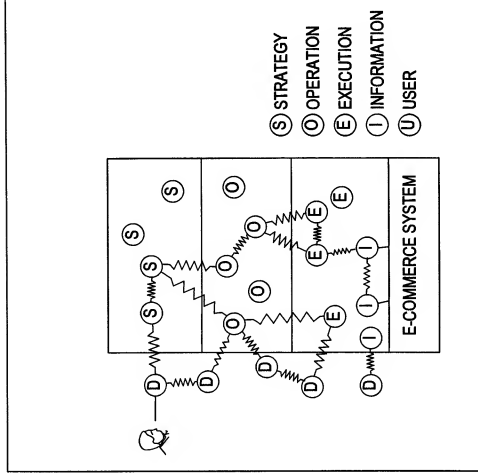 Ⓢ STRATEGY
Ⓞ OPERATION
Ⓔ EXECUTION
Ⓘ INFORMATION
Ⓤ USER
S
S
O
O
E
E
S
O
E
I
O
S
O
E
I
I
E-COMMERCE SYSTEM
D
D
D
D
D